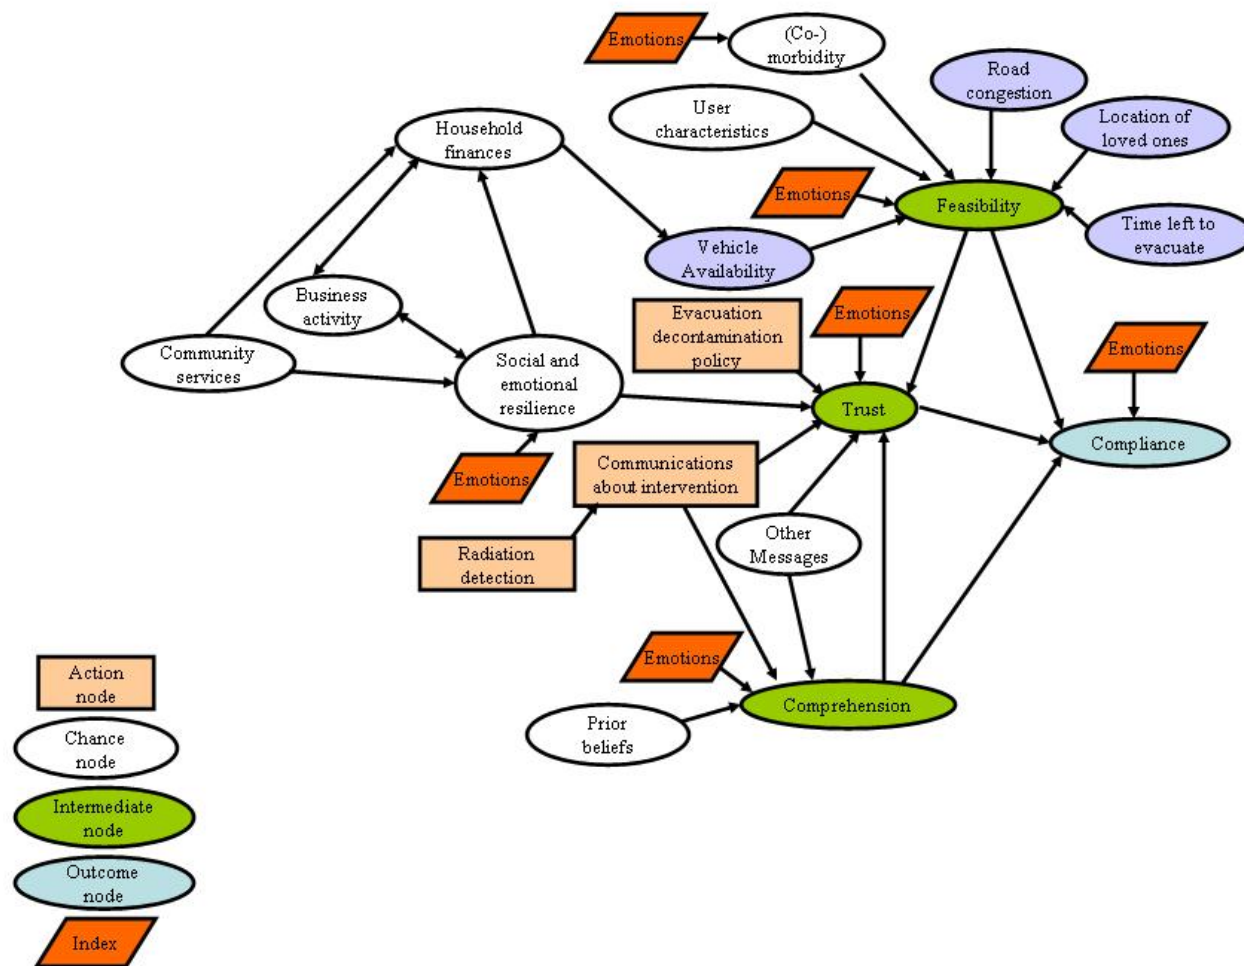 Emotions
(Co-)
morbidity
Road
congestion
User
characteristics
Location of
loved ones
Household
finances
Emotions
Feasibility
Time left to
evacuate
Vehicle
Availability
Business
activity
Evacuation
decontamination
policy
Emotions
Emotions
Community
services
Social and
emotional
resilience
Trust
Compliance
Emotions
Communications
about intervention
Other
Messages
Radiation
detection
Emotions
Comprehension
Prior
beliefs
Action
node
Chance
node
Intermediate
node
Outcome
node
Index